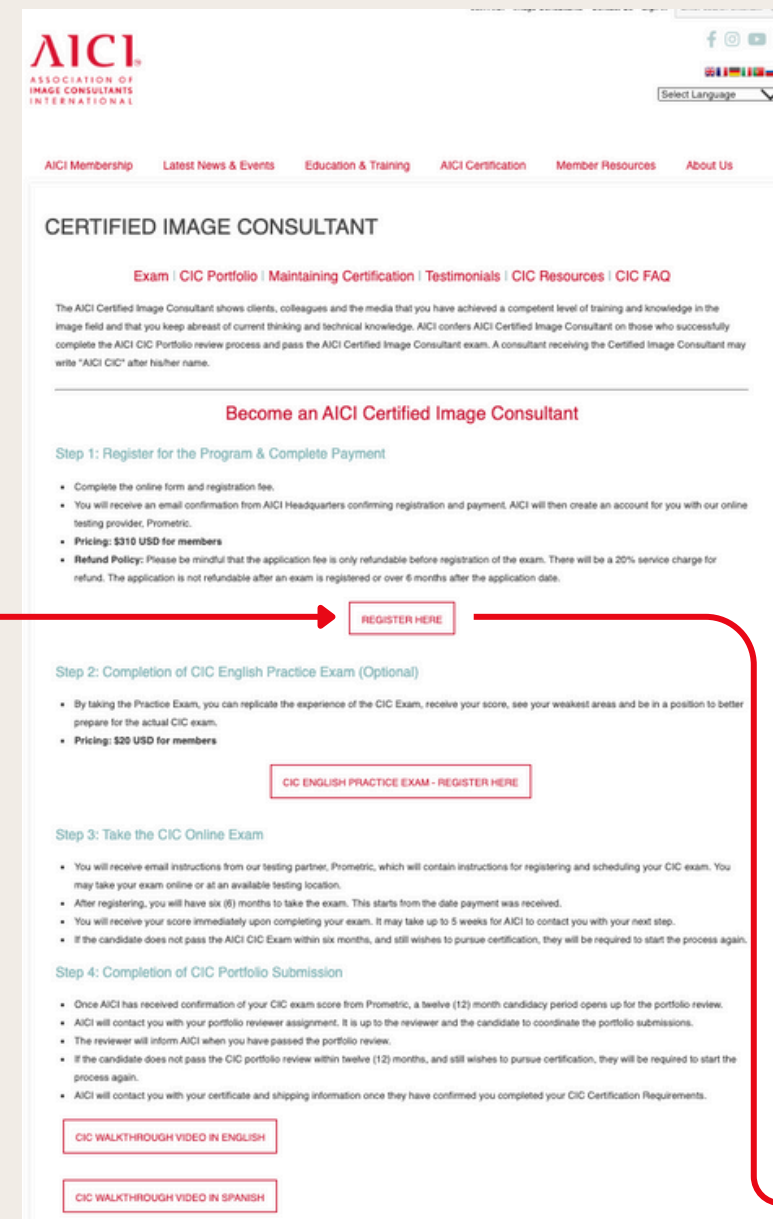 AICI
ASSOCIATION OF
IMAGE CONSULTANTS
INTERNATIONAL
Select Language
AICI Membership Latest News & Events Education & Training AICI Certification Member Resources About Us
CERTIFIED IMAGE CONSULTANT
Exam | CIC Portfolio | Maintaining Certification | Testimonials | CIC Resources | CIC FAQ
The AICI Certified Image Consultant shows clients, colleagues and the media that you have achieved a competent level of training and knowledge in the
image field and that you keep abreast of current thinking and technical knowledge. AICI confers AICI Certified Image Consultant on those who successfully
complete the AICI CIC Portfolio review process and pass the AICI Certified Image Consultant exam. A consultant receiving the Certified Image Consultant may
write "AICI CIC" after his/her name.
Become an AICI Certified Image Consultant
Step 1: Register for the Program & Complete Payment
• Complete the online form and registration fee.
• You will receive an email confirmation from AICI Headquarters confirming registration and payment. AICI will then create an account for you with our online
testing provider, Prometric.
• Pricing: $310 USD for members
• Refund Policy: Please be mindful that the application fee is only refundable before registration of the exam. There will be a 20% service charge for
refund. The application is not refundable after an exam is registered or over 6 months after the application date.
REGISTER HERE
Step 2: Completion of CIC English Practice Exam (Optional)
• By taking the Practice Exam, you can replicate the experience of the CIC Exam, receive your score, see your weakest areas and be in a position to better
prepare for the actual CIC exam.
• Pricing: $20 USD for members
CIC ENGLISH PRACTICE EXAM - REGISTER HERE
Step 3: Take the CIC Online Exam
• You will receive email instructions from our testing partner, Prometric, which will contain instructions for registering and scheduling your CIC exam. You
may take your exam online or at an available testing location.
• After registering, you will have six (6) months to take the exam. This starts from the date payment was received.
• You will receive your score immediately upon completing your exam. It may take up to 5 weeks for AICI to contact you with your next step.
• If the candidate does not pass the AICI CIC Exam within six months, and still wishes to pursue certification, they will be required to start the process again.
Step 4: Completion of CIC Portfolio Submission
• Once AICI has received confirmation of your CIC exam score from Prometric, a twelve (12) month candidacy period opens up for the portfolio review.
• AICI will contact you with your portfolio reviewer assignment. It is up to the reviewer and the candidate to coordinate the portfolio submissions.
• The reviewer will inform AICI when you have passed the portfolio review.
• If the candidate does not pass the CIC portfolio review within twelve (12) months, and still wishes to pursue certification, they will be required to start the
process again.
• AICI will contact you with your certificate and shipping information once they have confirmed you completed your CIC Certification Requirements.
CIC WALKTHROUGH VIDEO IN ENGLISH
CIC WALKTHROUGH VIDEO IN SPANISH